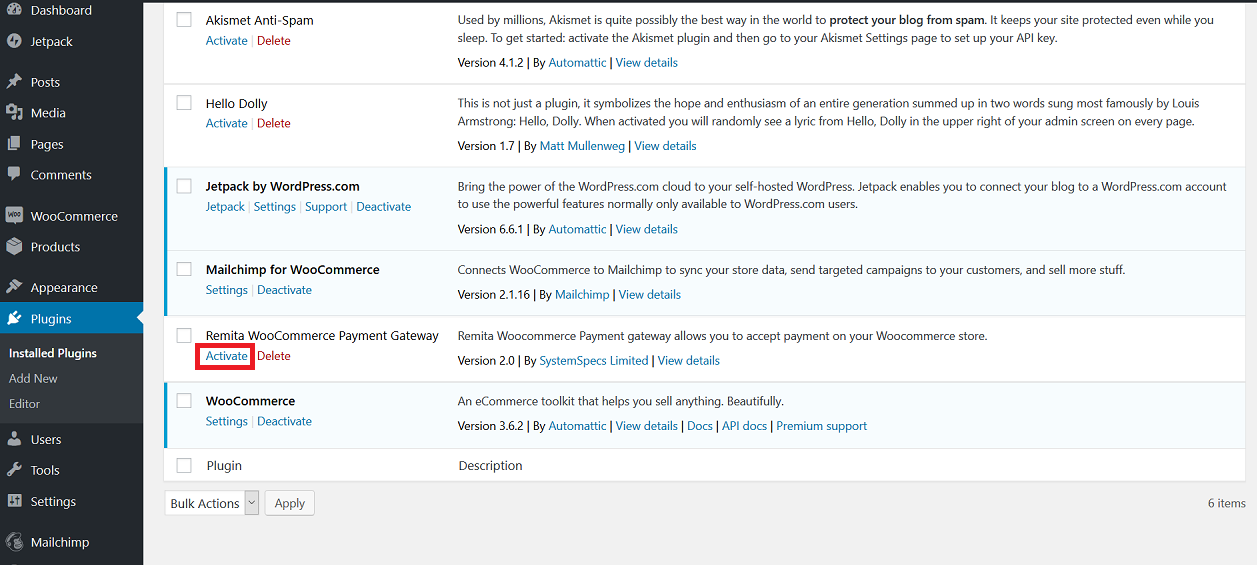 Dashboard
Jetpack
Posts
Media
Pages
Comments
WooCommerce
Products
Appearance
Plugins
Installed Plugins
Add New
Editor
Users
Tools
Settings
Mailchimp
Akismet Anti-Spam
Activate | Delete
Used by millions, Akismet is quite possibly the best way in the world to protect your blog from spam. It keeps your site protected even while you
sleep. To get started: activate the Akismet plugin and then go to your Akismet Settings page to set up your API key.
Version 4.1.2 | By Automattic | View details
Hello Dolly
Activate | Delete
This is not just a plugin, it symbolizes the hope and enthusiasm of an entire generation summed up in two words sung most famously by Louis
Armstrong: Hello, Dolly. When activated you will randomly see a lyric from Hello, Dolly in the upper right of your admin screen on every page.
Version 1.7 | By Matt Mullenweg | View details
Jetpack by WordPress.com
Jetpack | Settings | Support | Deactivate
Bring the power of the WordPress.com cloud to your self-hosted WordPress. Jetpack enables you to connect your blog to a WordPress.com account
to use the powerful features normally only available to WordPress.com users.
Version 6.6.1 | By Automattic | View details
Mailchimp for WooCommerce
Settings | Deactivate
Connects WooCommerce to Mailchimp to sync your store data, send targeted campaigns to your customers, and sell more stuff.
Version 2.1.16 | By Mailchimp | View details
Remita WooCommerce Payment Gateway
Activate Delete
Remita Woocommerce Payment gateway allows you to accept payment on your Woocommerce store.
Version 2.0 | By SystemSpecs Limited | View details
WooCommerce
Settings | Deactivate
An eCommerce toolkit that helps you sell anything. Beautifully.
Version 3.6.2 | By Automattic | View details | Docs | API docs | Premium support
Plugin
Description
Bulk Actions
Apply
6 items